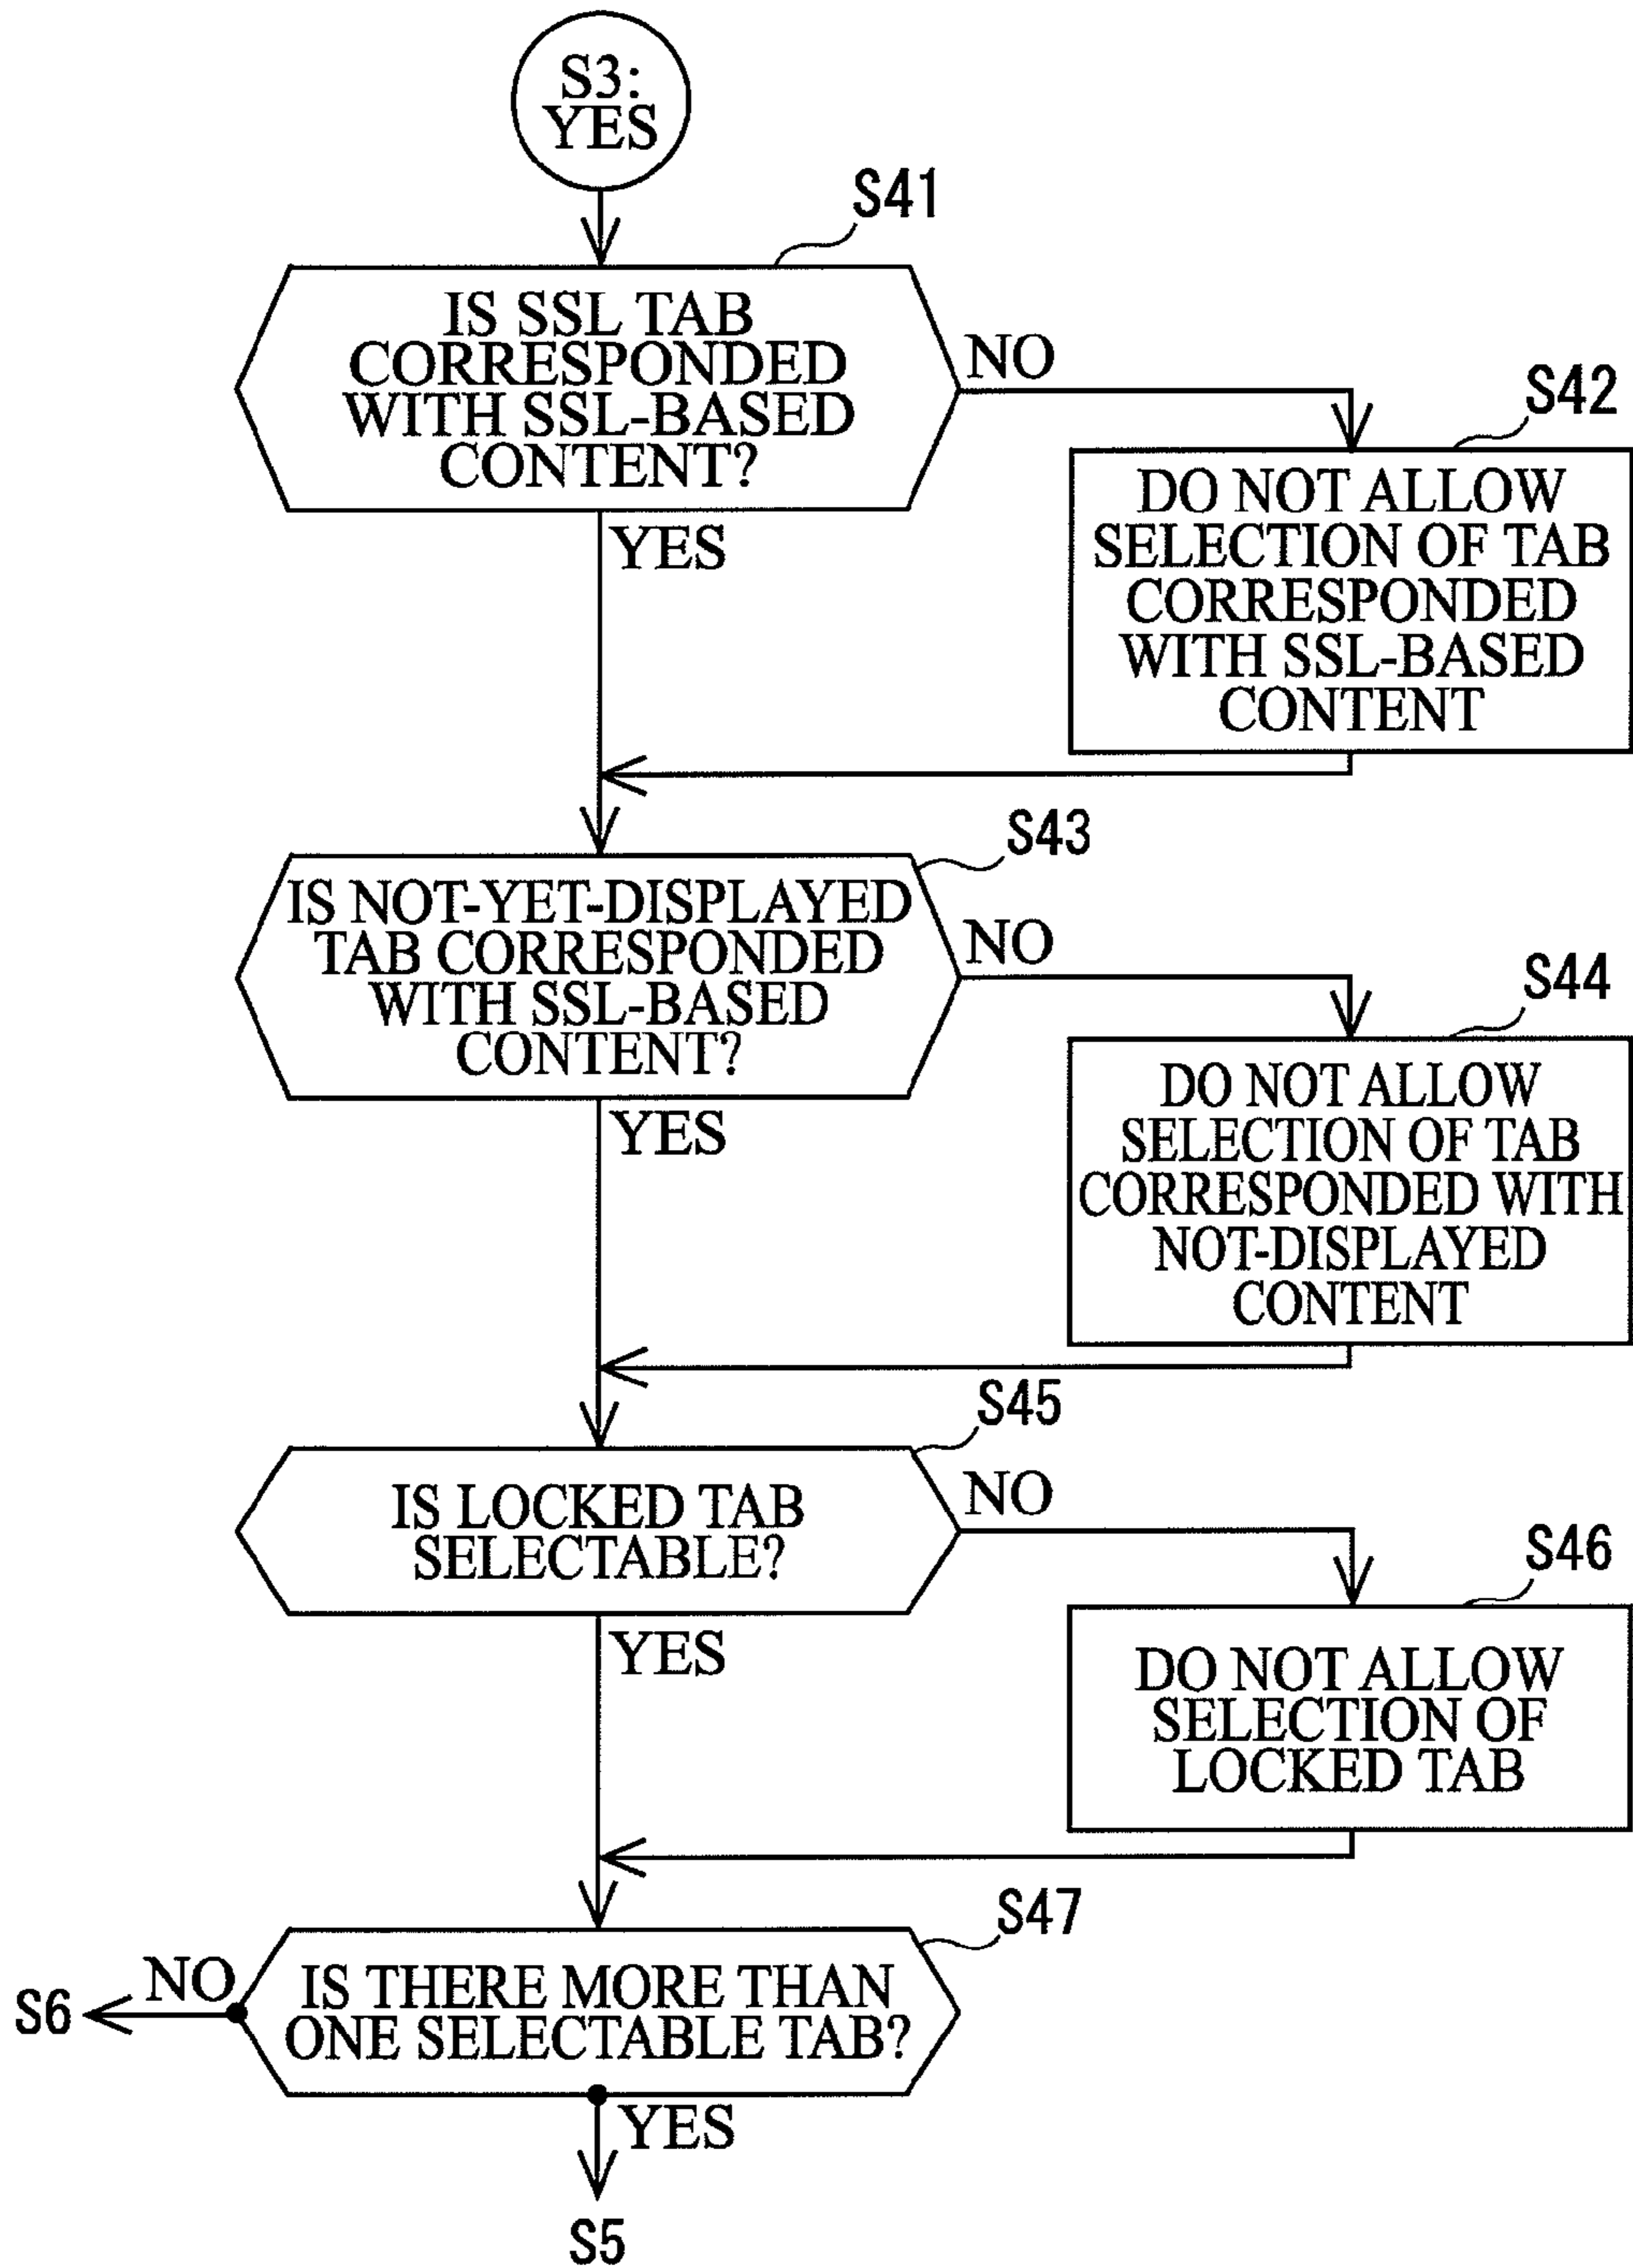 S3:
YES
S41
IS SSL TAB
CORRESPONDED
WITH SSL-BASED
CONTENT?
NO
YES
S42
DO NOT ALLOW
SELECTION OF TAB
CORRESPONDED
WITH SSL-BASED
CONTENT
S43
IS NOT-YET-DISPLAYED
TAB CORRESPONDED
WITH SSL-BASED
CONTENT?
NO
YES
S44
DO NOT ALLOW
SELECTION OF TAB
CORRESPONDED WITH
NOT-DISPLAYED
CONTENT
S45
IS LOCKED TAB
SELECTABLE?
NO
YES
S46
DO NOT ALLOW
SELECTION OF
LOCKED TAB
S47
IS THERE MORE THAN
ONE SELECTABLE TAB?
NO
S6
YES
S5